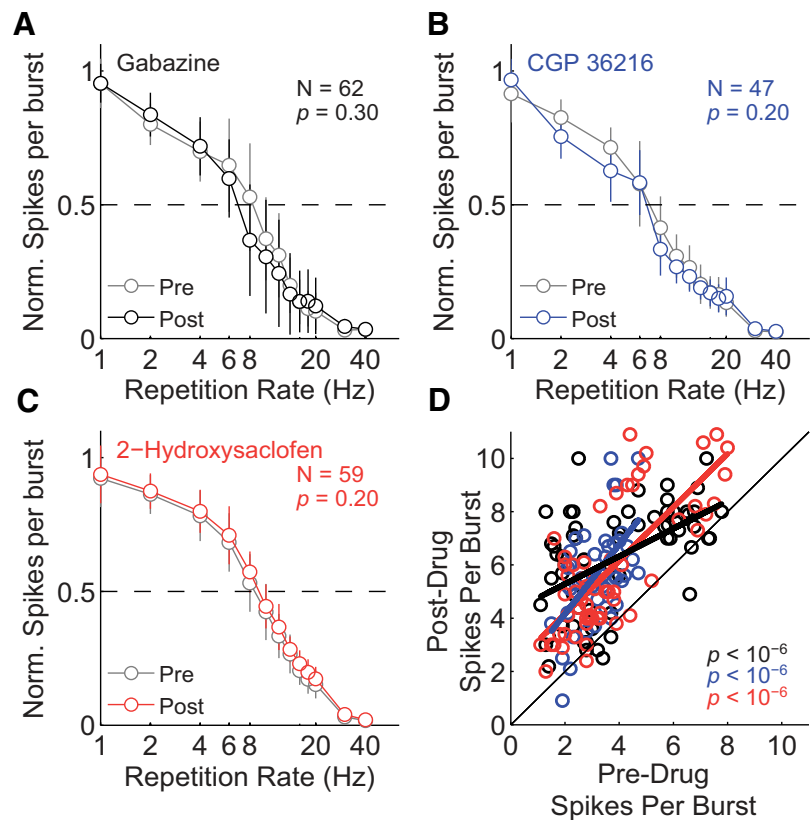 A
Gabazine
N = 62
p = 0.30
Norm. Spikes per burst
1
0.5
0
Pre
Post
1 2 4 6 8 20 40
Repetition Rate (Hz)
B
CGP 36216
N = 47
p = 0.20
Norm. Spikes per burst
1
0.5
0
Pre
Post
1 2 4 6 8 20 40
Repetition Rate (Hz)
C
2−Hydroxysaclofen
N = 59
p = 0.20
Norm. Spikes per burst
1
0.5
0
Pre
Post
1 2 4 6 8 20 40
Repetition Rate (Hz)
D
Post-Drug
Spikes Per Burst
10
8
6
4
2
0
p < 10⁻⁶
p < 10⁻⁶
p < 10⁻⁶
0 2 4 6 8 10
Pre-Drug
Spikes Per Burst